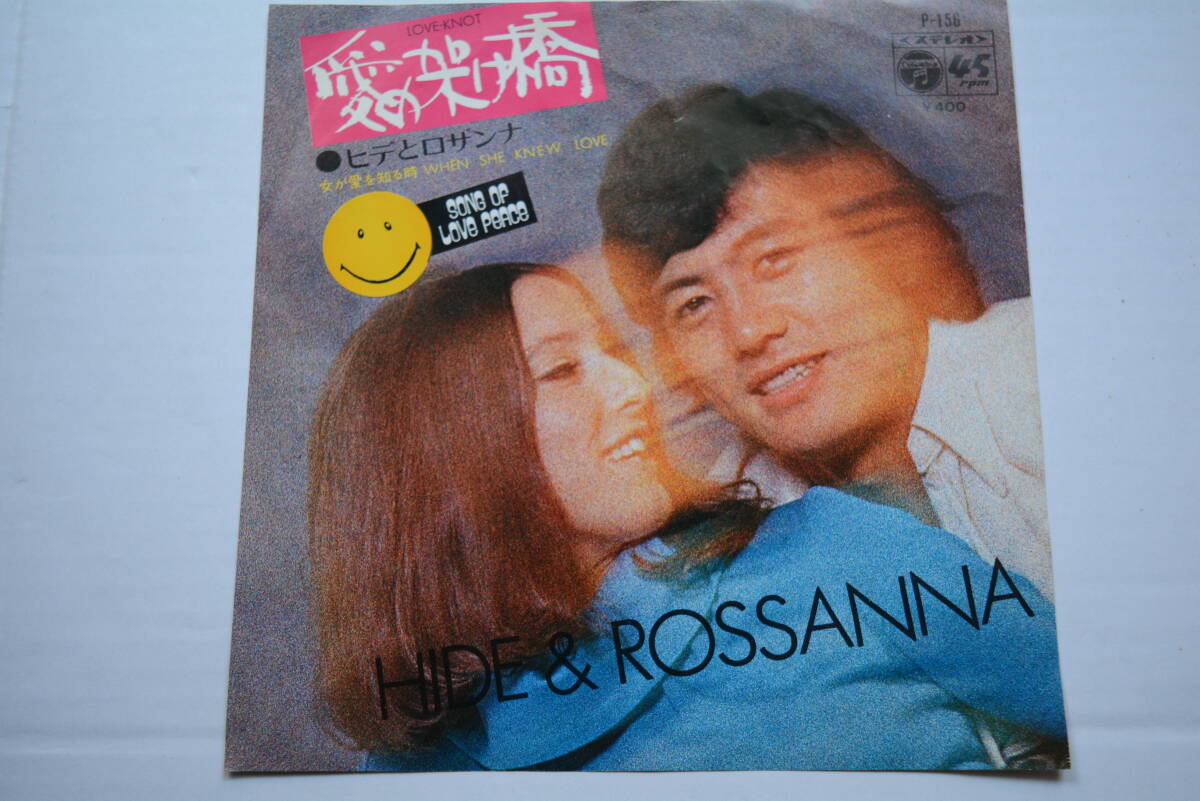 LOVE-KNOT
愛の架け橋
●ヒデとロザンナ
女が愛を知る時 WHEN SHE KNEW LOVE
SONG OF
LOVE PEACE
P-156
<ステレオ>
45
rpm
¥400
HIDE & ROSSANNA